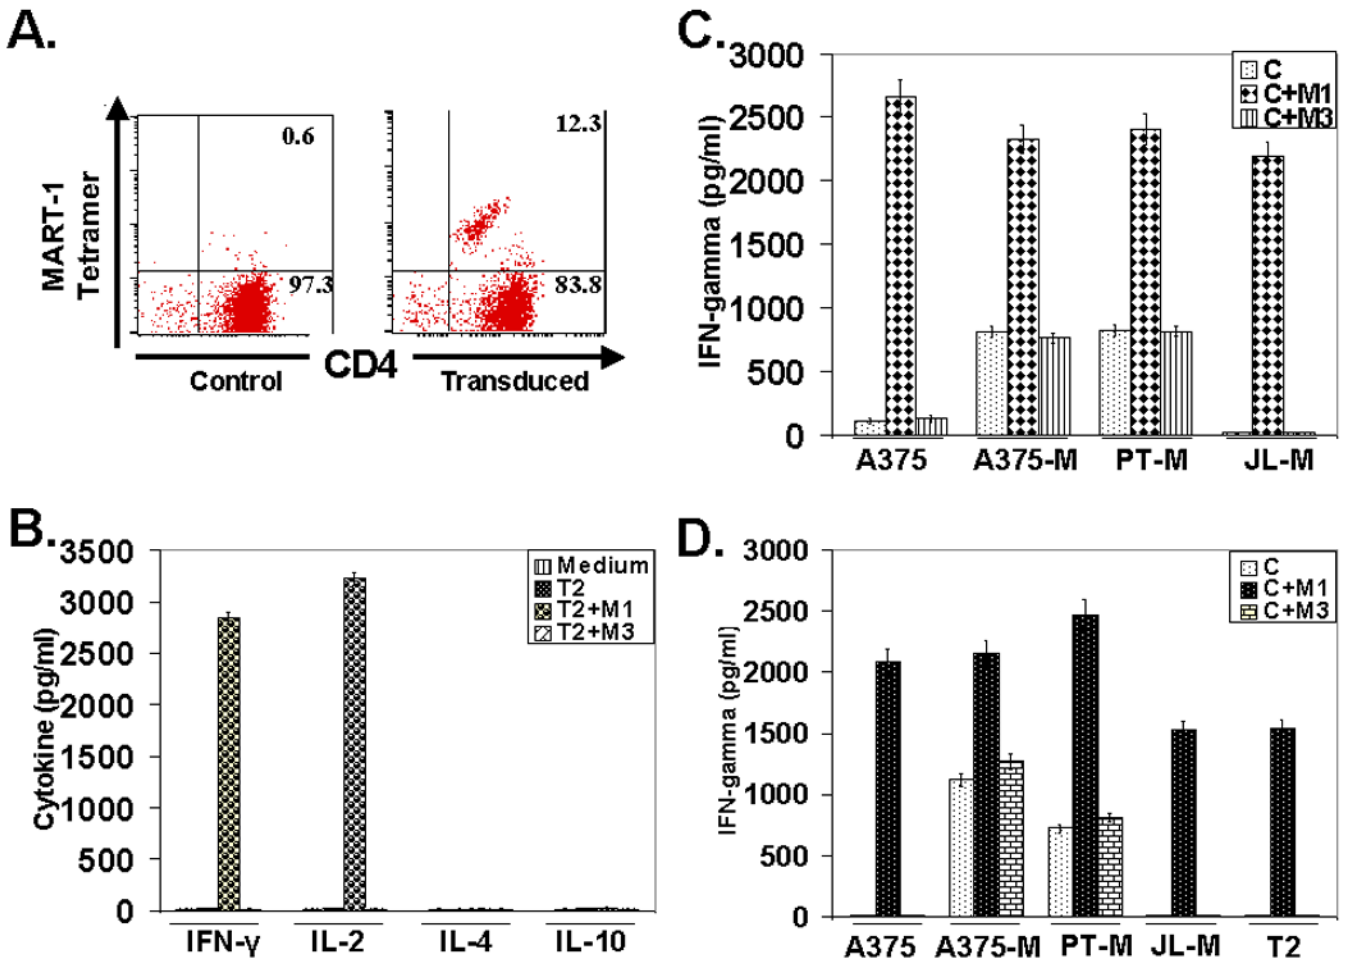 A.
MART-1
Tetramer
0.6
97.3
12.3
83.8
CD4
Control
Transduced
B.
Cytokine (pg/ml)
3500
3000
2500
2000
1500
1000
500
0
Medium
T2
T2+M1
T2+M3
IFN-γ
IL-2
IL-4
IL-10
C.
IFN-gamma (pg/ml)
3000
2500
2000
1500
1000
500
0
C
C+M1
C+M3
A375
A375-M
PT-M
JL-M
D.
IFN-gamma (pg/ml)
3000
2500
2000
1500
1000
500
0
C
C+M1
C+M3
A375
A375-M
PT-M
JL-M
T2